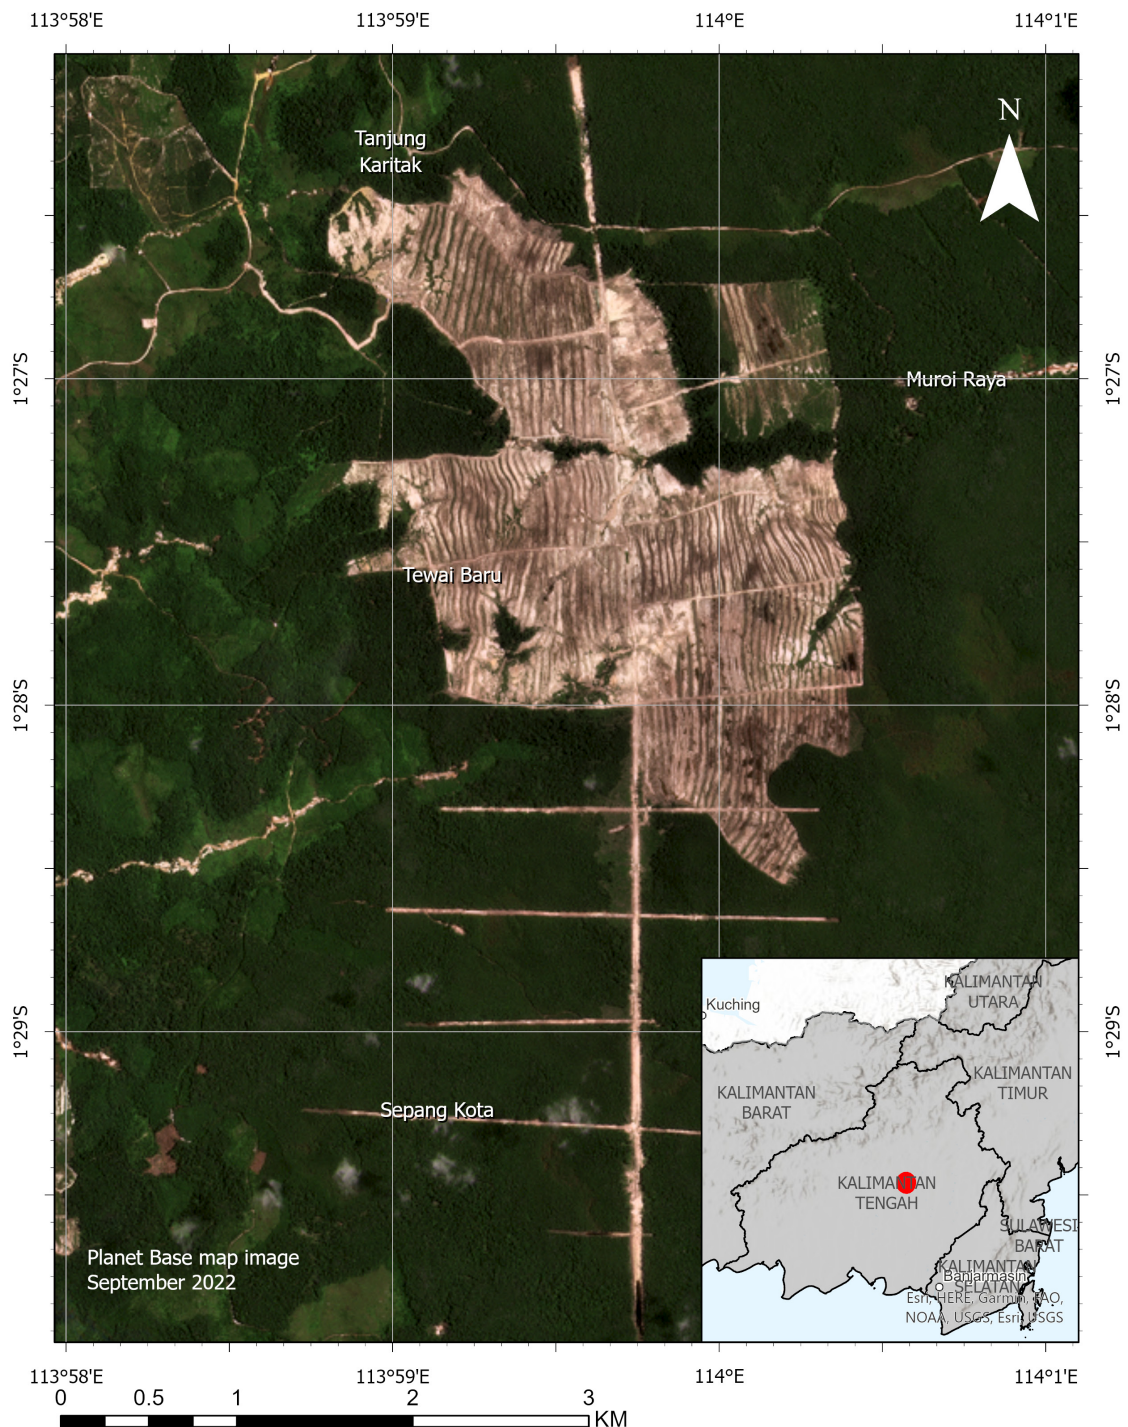 113°58'E 113°59'E 114°E 114°1'E
N
Tanjung
Karitak
1°27'S
Muroi Raya
1°27'S
Tewai Baru
1°28'S
1°28'S
1°29'S
1°29'S
Sepang Kota
Planet Base map image
September 2022
KALIMANTAN
UTARA
Kuching
KALIMANTAN
TIMUR
KALIMANTAN
BARAT
KALIMANTAN
TENGAH
SULAWESI
BARAT
KALIMANTAN
SELATAN
Banjarmasin
Esri, HERE, Garmin, FAO,
NOAA, USGS, Esri, USGS
113°58'E 113°59'E 114°E 114°1'E
0 0.5 1 2 3
KM